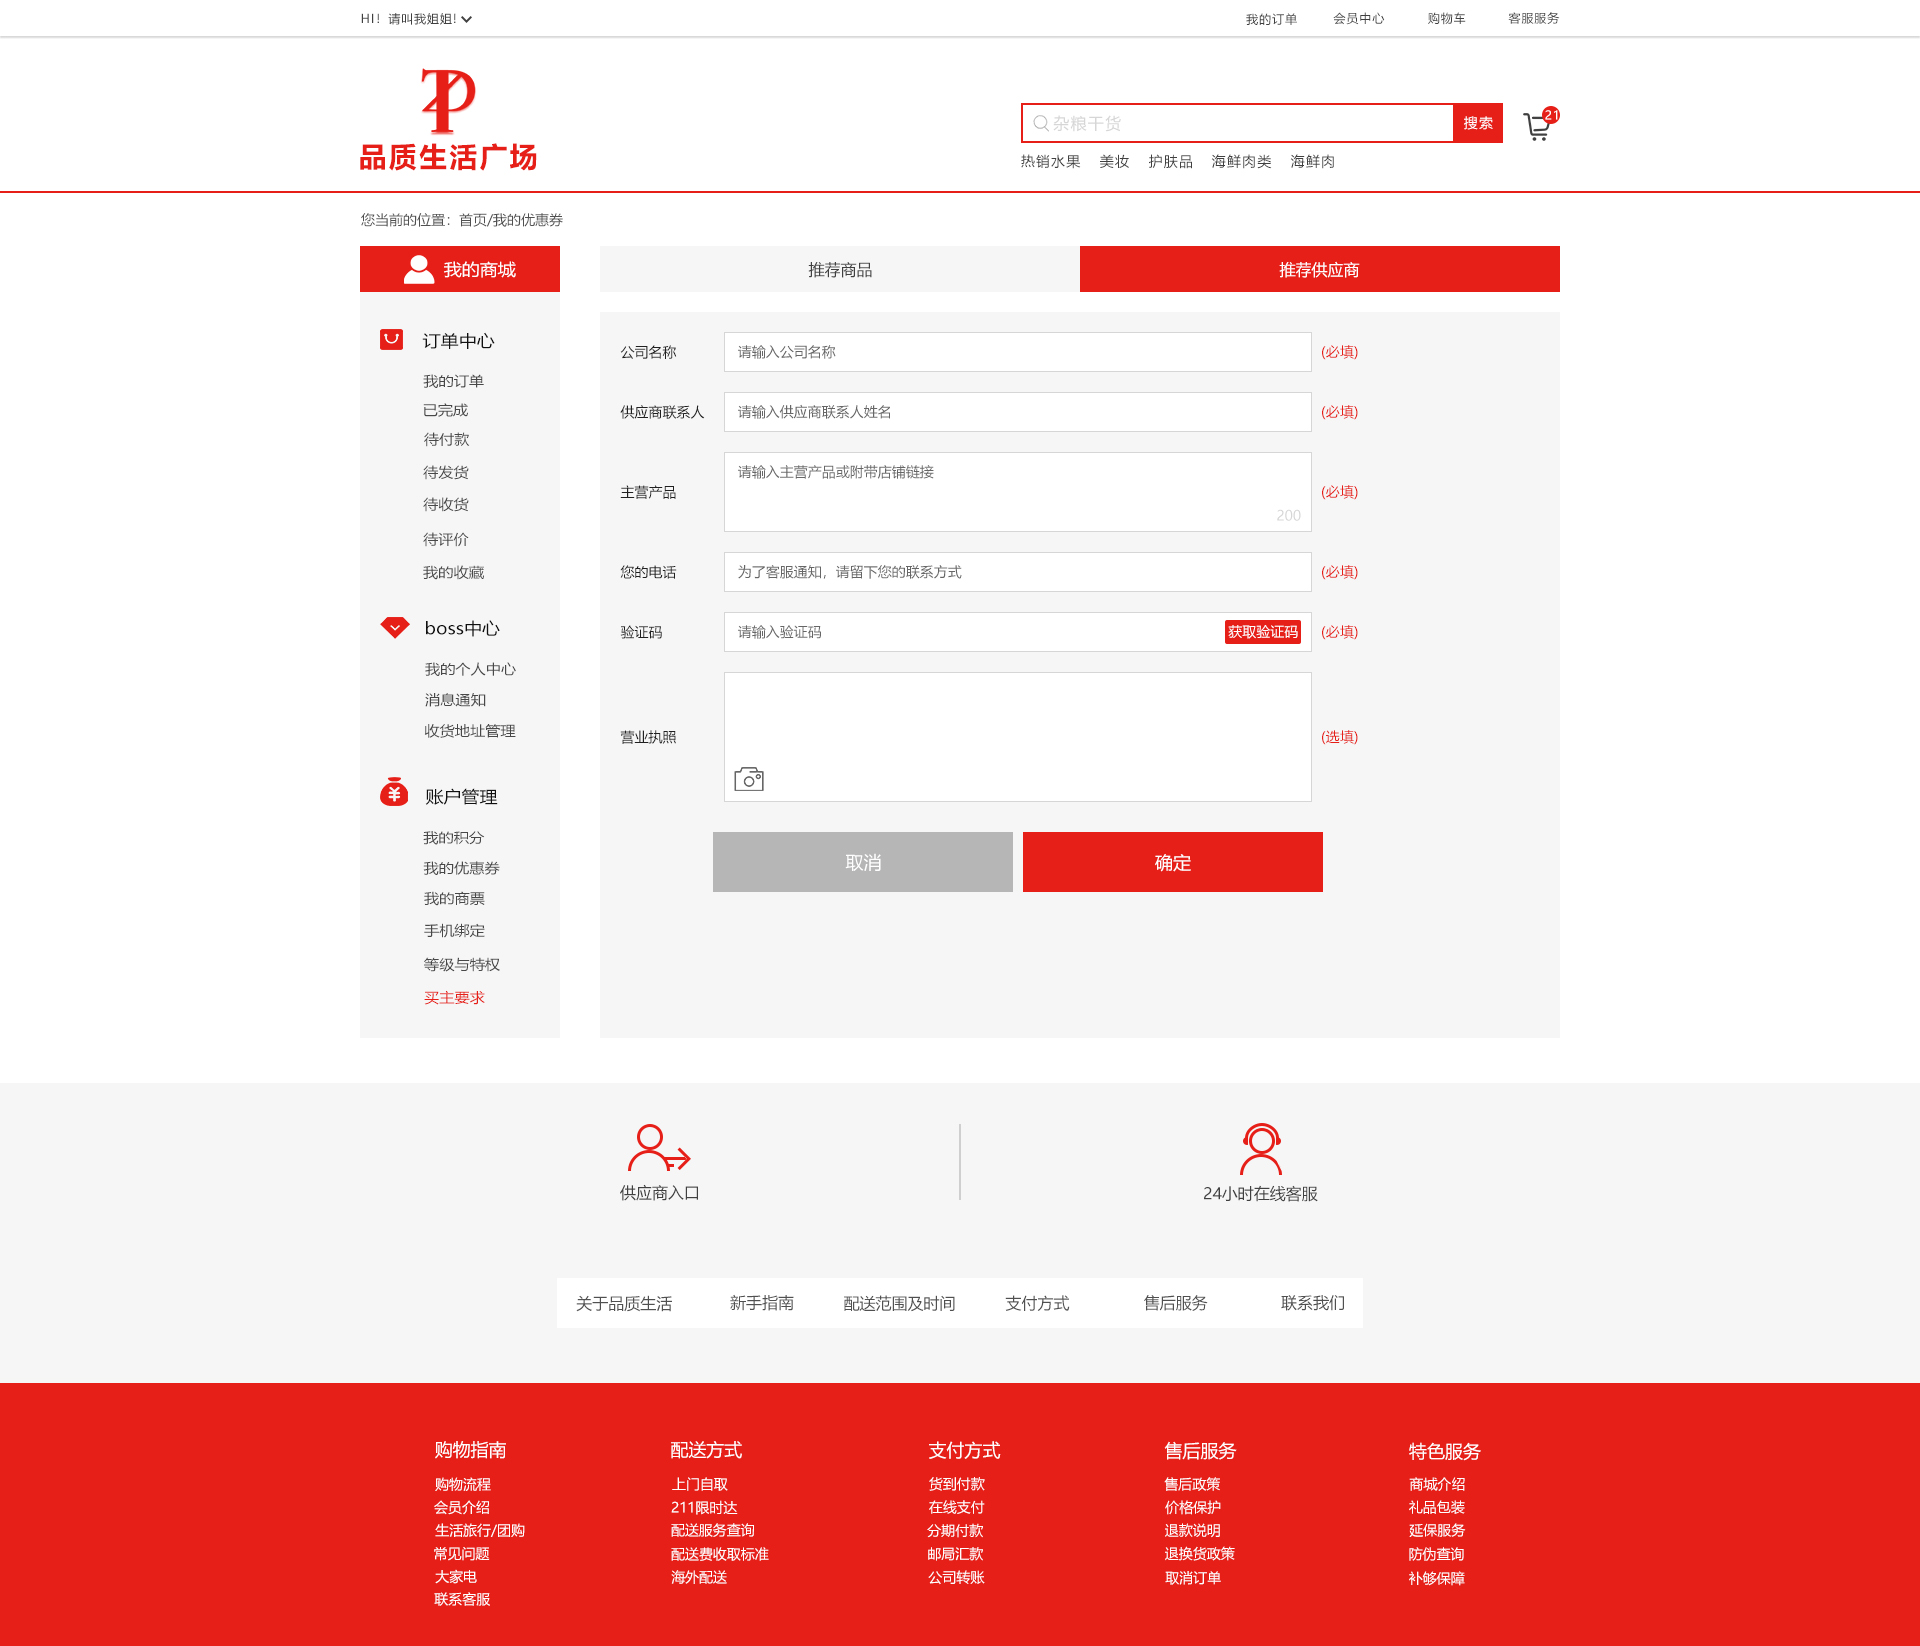 HI！请叫我姐姐!
我的订单 会员中心 购物车 客服服务
品质生活广场
杂粮干货 搜索 21
热销水果 美妆 护肤品 海鲜肉类 海鲜肉
您当前的位置：首页/我的优惠券
我的商城
推荐商品 推荐供应商
订单中心
我的订单
已完成
待付款
待发货
待收货
待评价
我的收藏
boss中心
我的个人中心
消息通知
收货地址管理
账户管理
我的积分
我的优惠券
我的商票
手机绑定
等级与特权
买主要求
公司名称 请输入公司名称 (必填)
供应商联系人 请输入供应商联系人姓名 (必填)
主营产品 请输入主营产品或附带店铺链接 (必填)
200
您的电话 为了客服通知，请留下您的联系方式 (必填)
验证码 请输入验证码 获取验证码 (必填)
营业执照 (选填)
取消 确定
供应商入口 24小时在线客服
关于品质生活 新手指南 配送范围及时间 支付方式 售后服务 联系我们
购物指南
购物流程
会员介绍
生活旅行/团购
常见问题
大家电
联系客服
配送方式
上门自取
211限时达
配送服务查询
配送费收取标准
海外配送
支付方式
货到付款
在线支付
分期付款
邮局汇款
公司转账
售后服务
售后政策
价格保护
退款说明
退换货政策
取消订单
特色服务
商城介绍
礼品包装
延保服务
防伪查询
补够保障